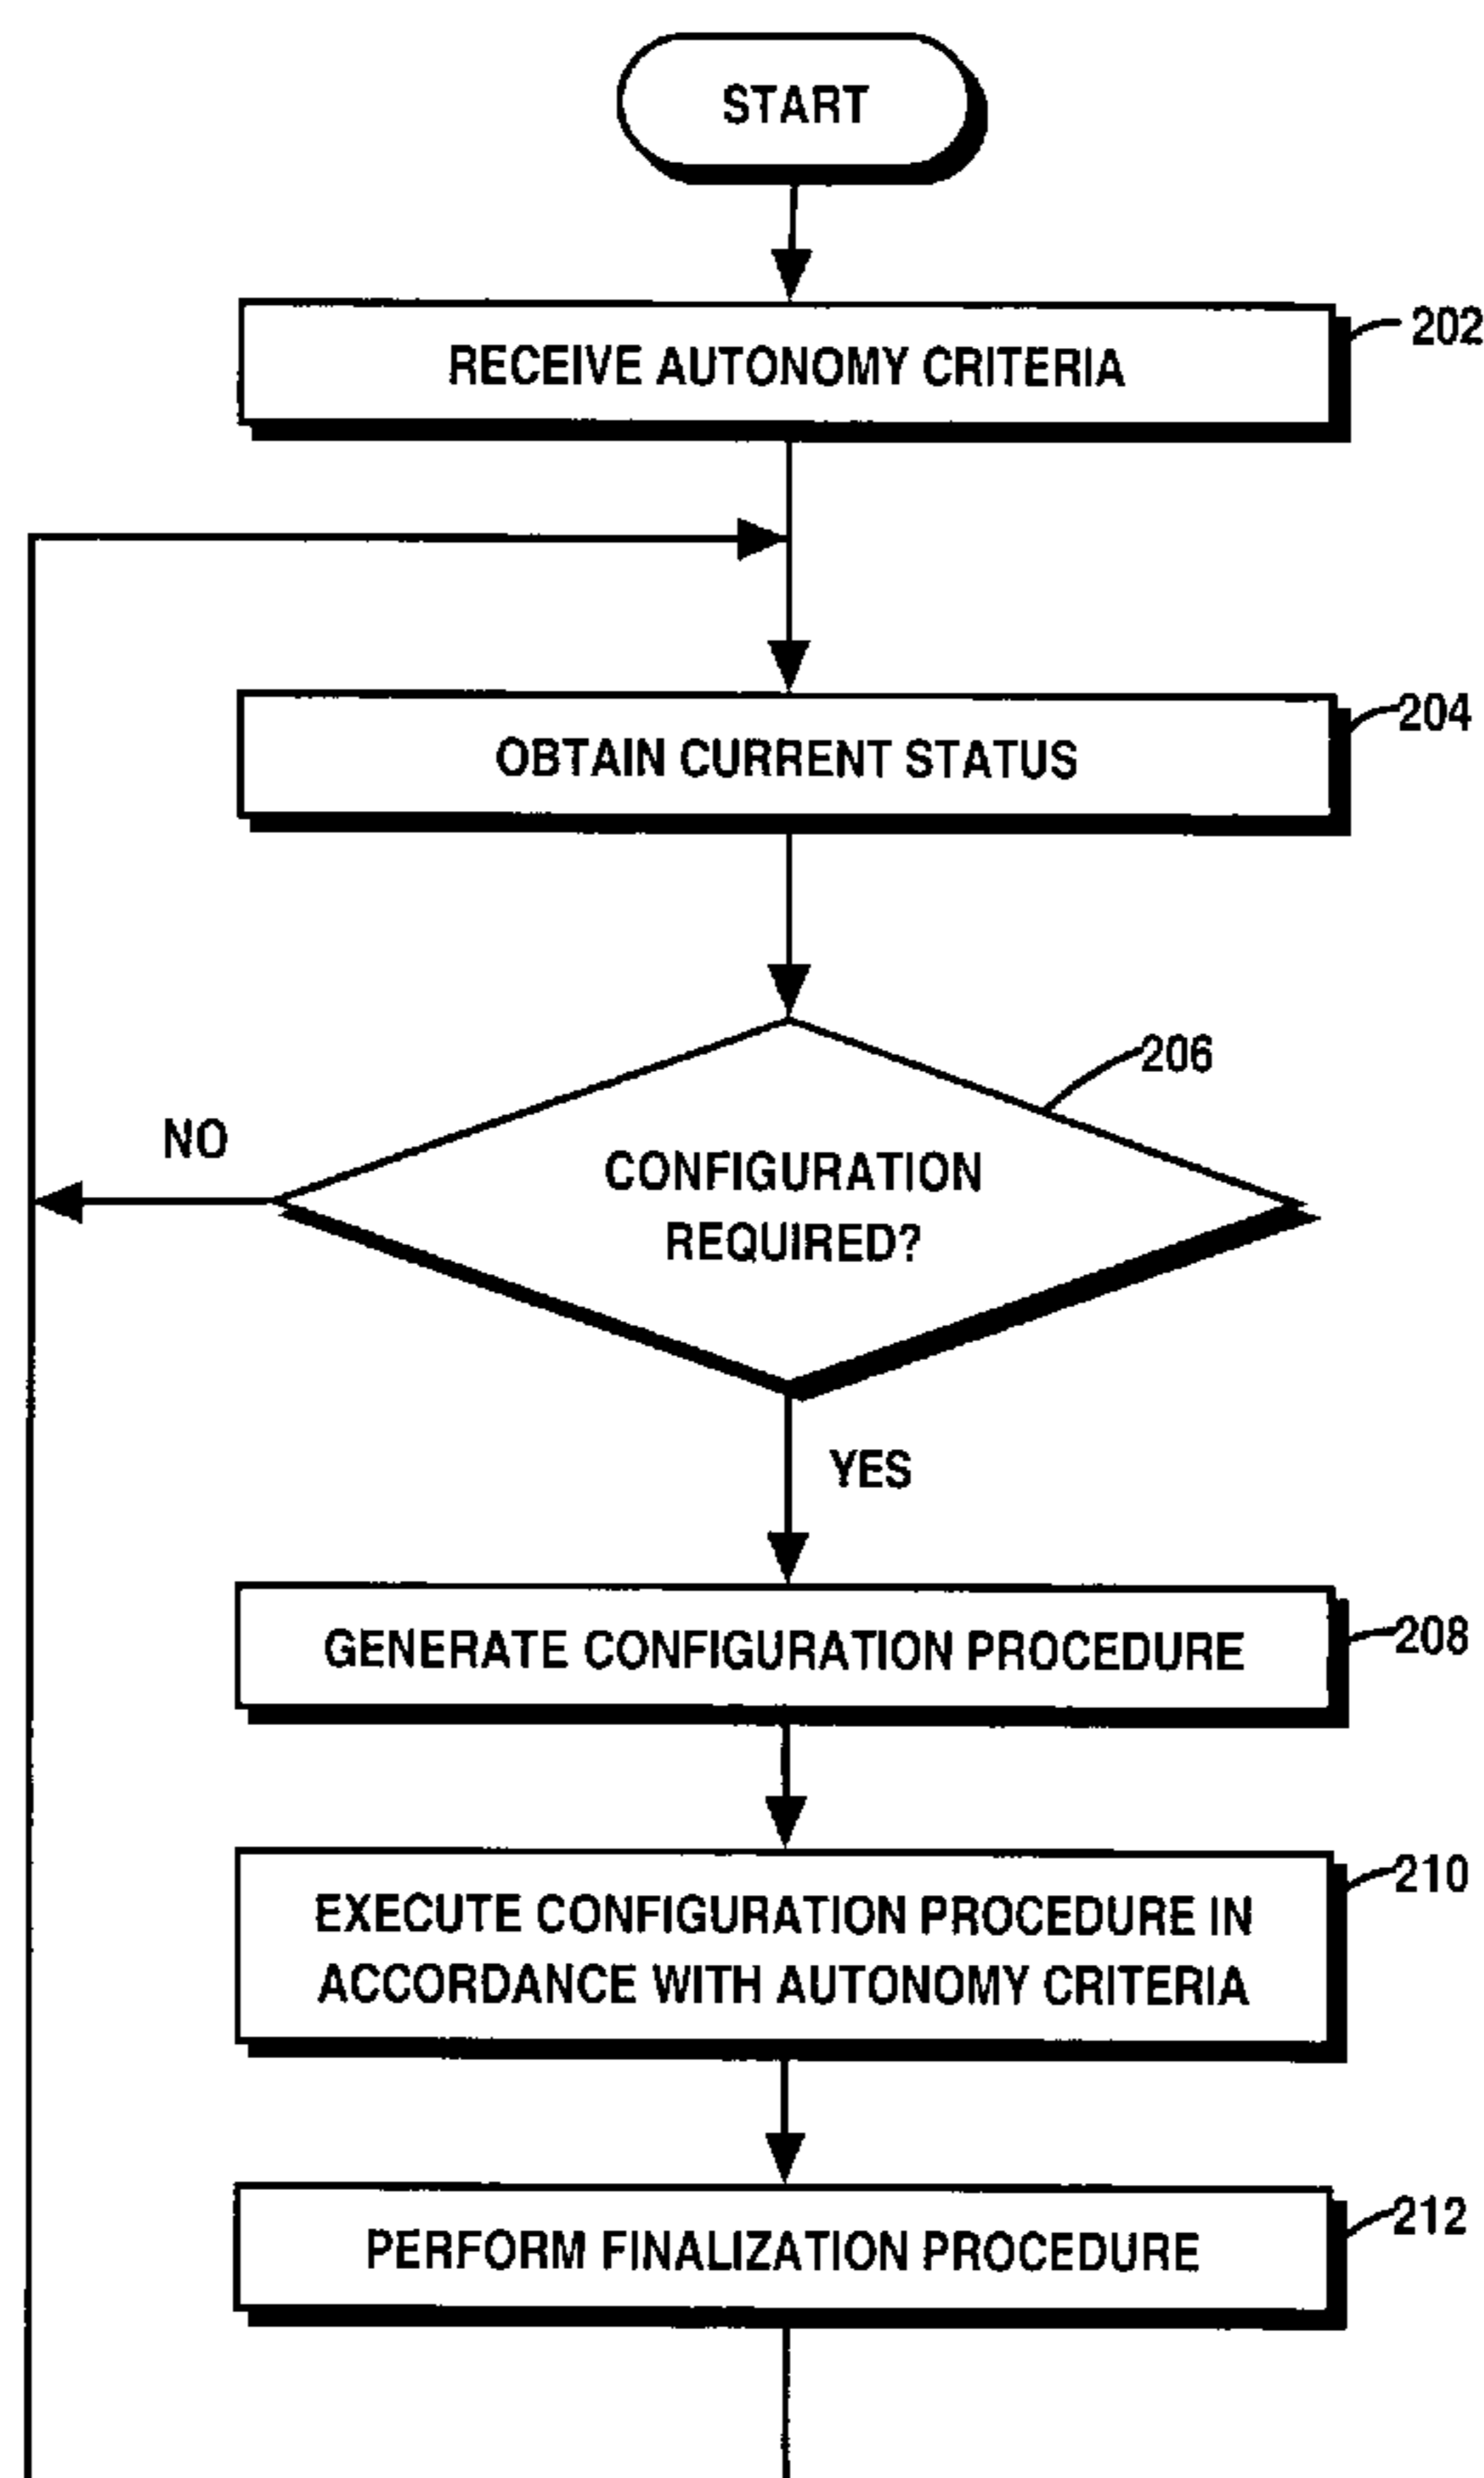 START
RECEIVE AUTONOMY CRITERIA
202
OBTAIN CURRENT STATUS
204
206
NO
CONFIGURATION
REQUIRED?
YES
GENERATE CONFIGURATION PROCEDURE
208
EXECUTE CONFIGURATION PROCEDURE IN
ACCORDANCE WITH AUTONOMY CRITERIA
210
PERFORM FINALIZATION PROCEDURE
212